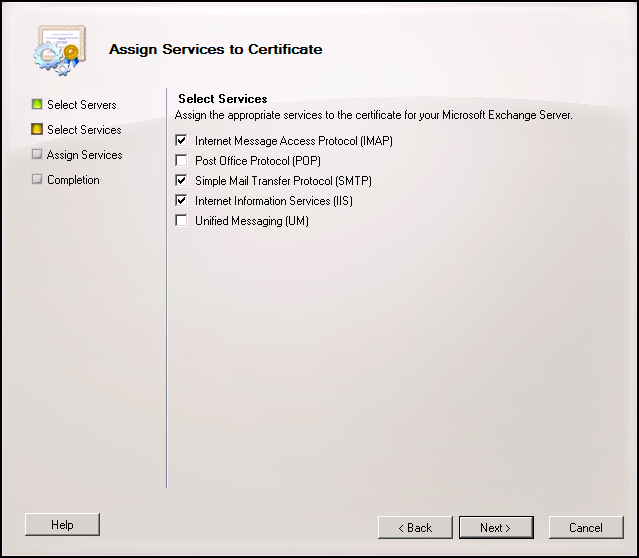 Assign Services to Certificate
Select Servers
Select Services
Assign Services
Completion
Select Services
Assign the appropriate services to the certificate for your Microsoft Exchange Server.
Internet Message Access Protocol (IMAP)
Post Office Protocol (POP)
Simple Mail Transfer Protocol (SMTP)
Internet Information Services (IIS)
Unified Messaging (UM)
Help
< Back
Next >
Cancel